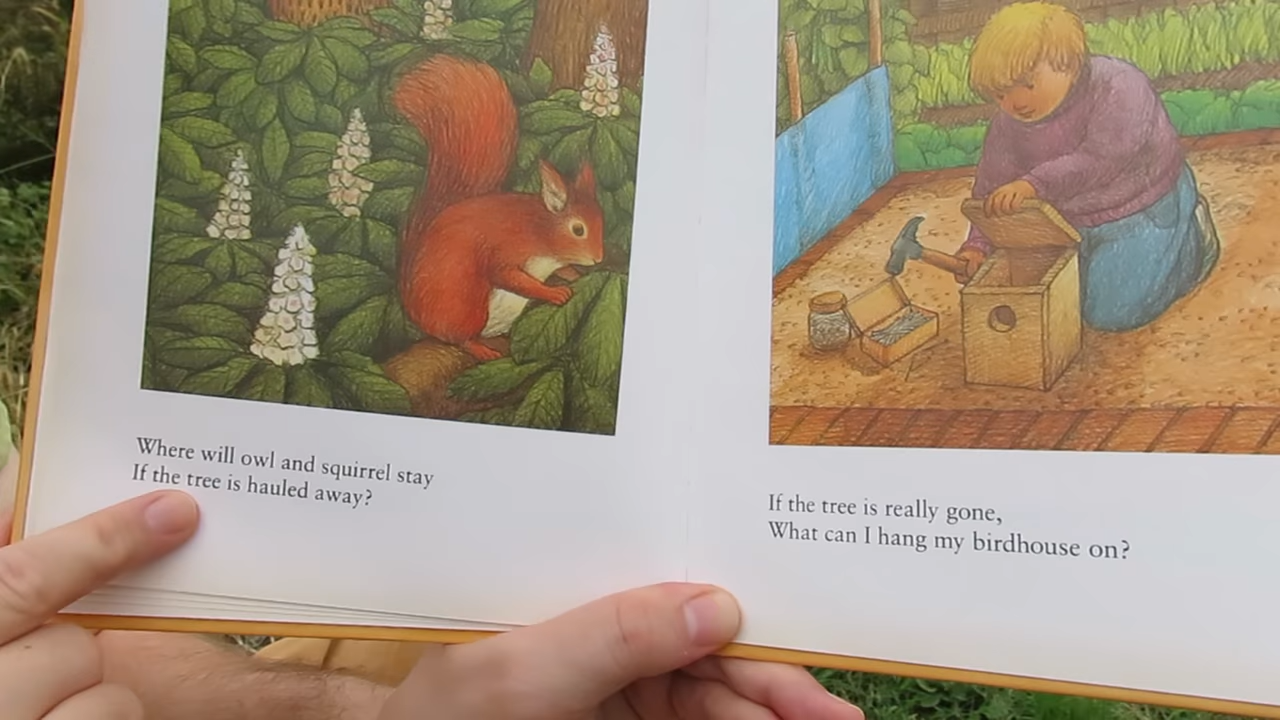 Where will owl and squirrel stay
If the tree is hauled away?
If the tree is really gone,
What can I hang my birdhouse on?